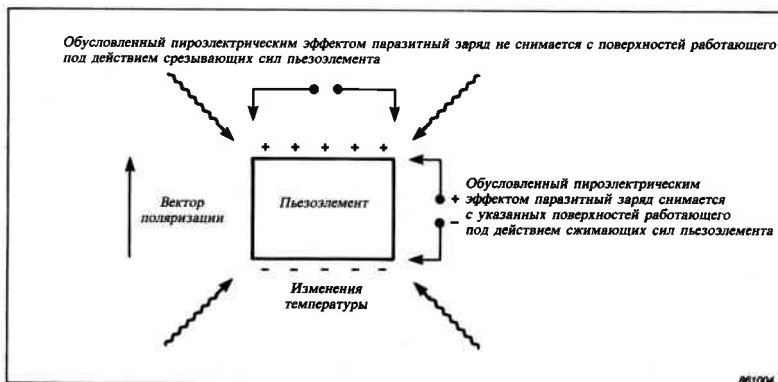 Обусловленный пироэлектрическим эффектом паразитный заряд не снимается с поверхностей работающего
под действием срезывающих сил пьезоэлемента
+ + + + +
Вектор
поляризации
Пьезоэлемент
Обусловленный пироэлектрическим
+ эффектом паразитный заряд снимается
с указанных поверхностей работающего
– под действием сжимающих сил пьезоэлемента
– – – – –
Изменения
температуры
861004